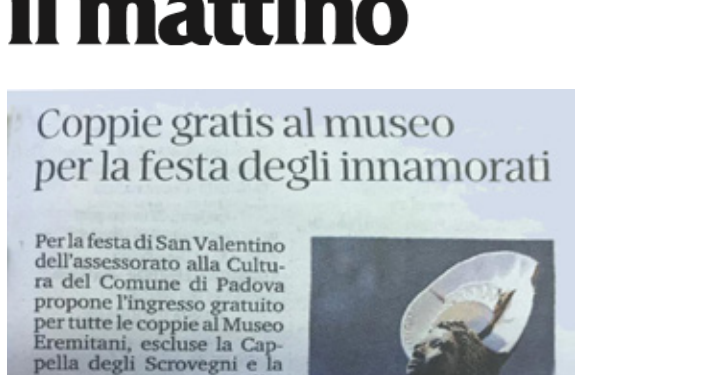 il mattino
Coppie gratis al museo
per la festa degli innamorati
Per la festa di San Valentino
dell'assessorato alla Cultu-
ra del Comune di Padova
propone l'ingresso gratuito
per tutte le coppie al Museo
Eremitani, escluse la Cap-
pella degli Scrovegni e la